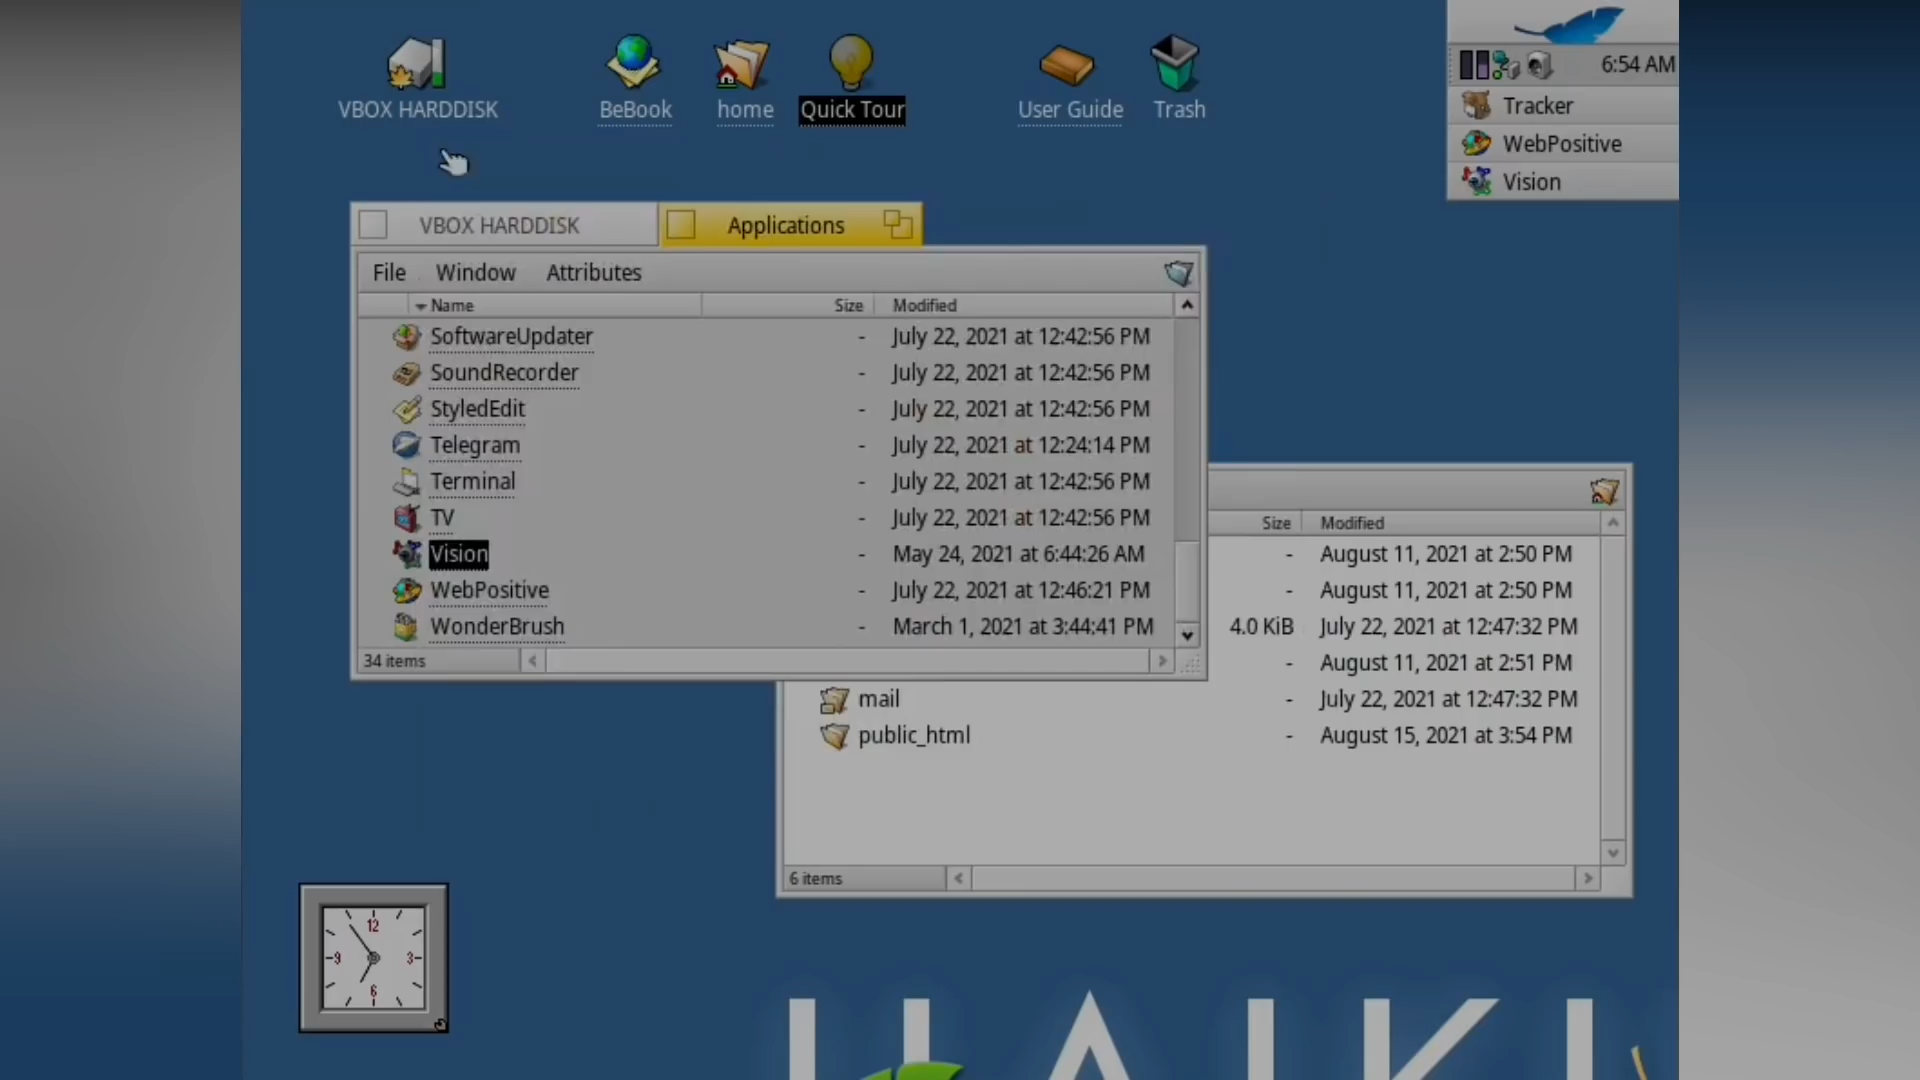 VBOX HARDDISK
BeBook
home
Quick Tour
User Guide
Trash
6:54 AM
Tracker
WebPositive
Vision
VBOX HARDDISK
Applications
File Window Attributes
Name Size Modified
SoftwareUpdater - July 22, 2021 at 12:42:56 PM
SoundRecorder - July 22, 2021 at 12:42:56 PM
StyledEdit - July 22, 2021 at 12:42:56 PM
Telegram - July 22, 2021 at 12:24:14 PM
Terminal - July 22, 2021 at 12:42:56 PM
TV - July 22, 2021 at 12:42:56 PM
Vision - May 24, 2021 at 6:44:26 AM
WebPositive - July 22, 2021 at 12:46:21 PM
WonderBrush - March 1, 2021 at 3:44:41 PM
34 items
Size Modified
- August 11, 2021 at 2:50 PM
- August 11, 2021 at 2:50 PM
4.0 KiB July 22, 2021 at 12:47:32 PM
- August 11, 2021 at 2:51 PM
mail - July 22, 2021 at 12:47:32 PM
public_html - August 15, 2021 at 3:54 PM
6 items
12
9 3
6
HAIKU